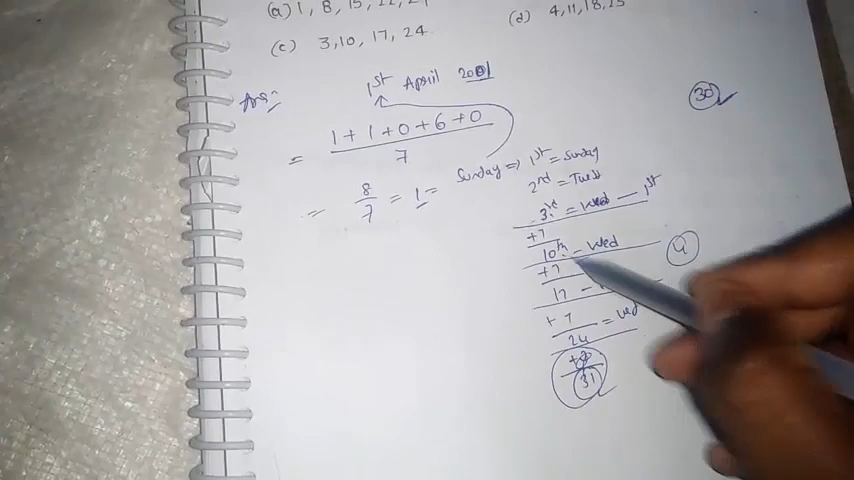 (a) 1, 8, 15, 22, 29
(c) 3,10, 17, 24
(d) 4,11,18,25
Ans:-
1st April 2001
= 1+1+0+6+0
7
= 8/7 = 1 =
Sunday ⇒ 1st = Sunday
2nd = Tues
3rd = Wed — 1st
+7
10th - Wed
+7
17 -
+7
24 = Wed
31
30
4